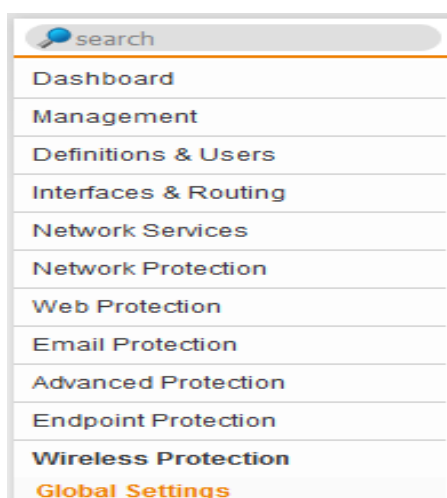 search
Dashboard
Management
Definitions & Users
Interfaces & Routing
Network Services
Network Protection
Web Protection
Email Protection
Advanced Protection
Endpoint Protection
Wireless Protection
Global Settings